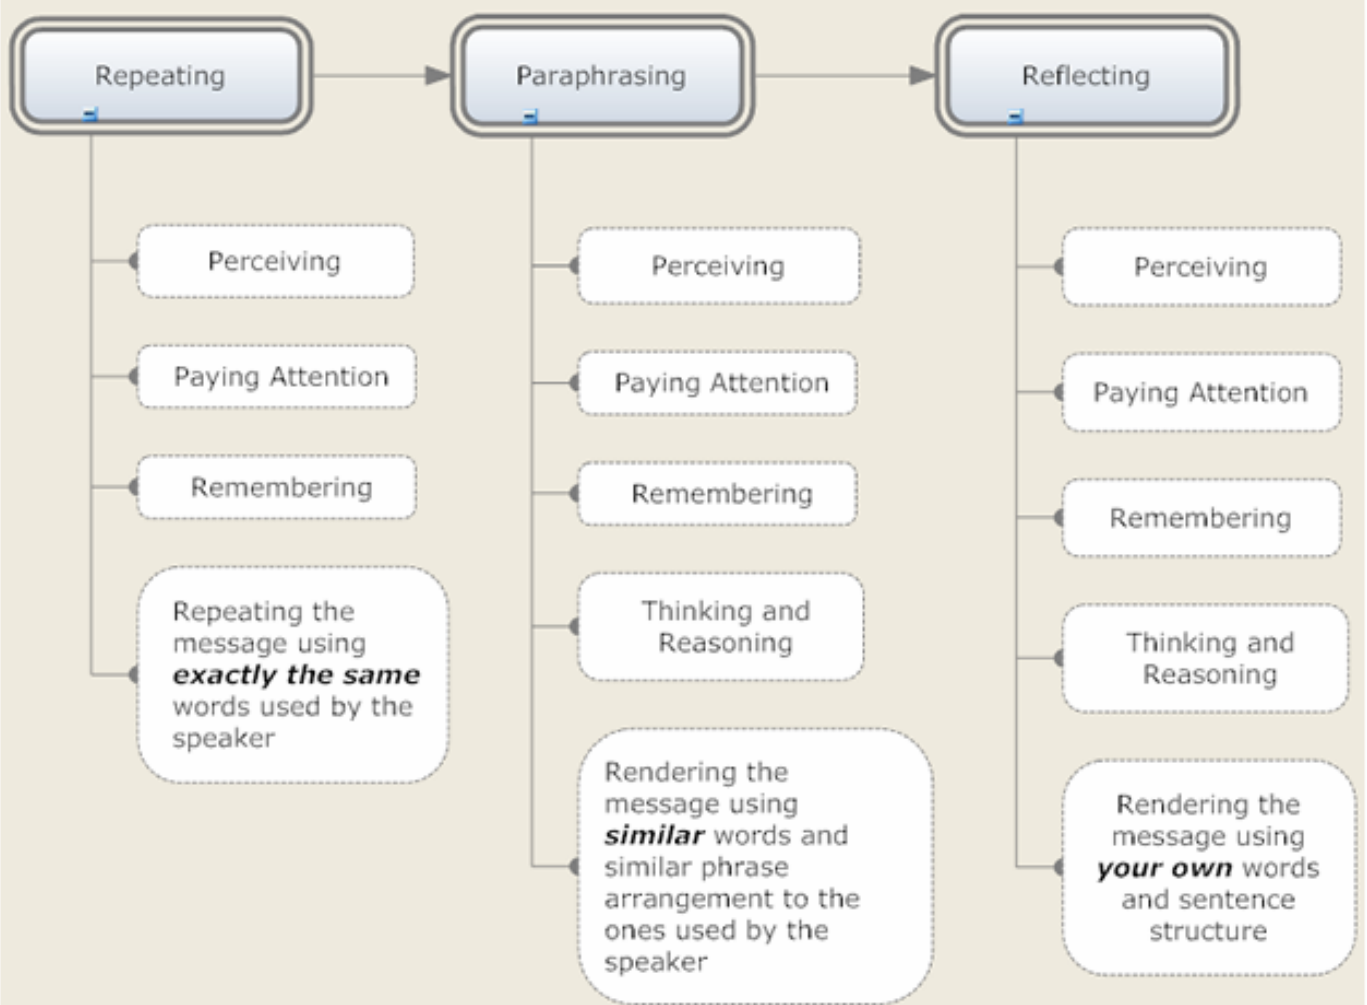 Repeating
Perceiving
Paying Attention
Remembering
Repeating the
message using
exactly the same
words used by the
speaker
Paraphrasing
Perceiving
Paying Attention
Remembering
Thinking and
Reasoning
Rendering the
message using
similar words and
similar phrase
arrangement to the
ones used by the
speaker
Reflecting
Perceiving
Paying Attention
Remembering
Thinking and
Reasoning
Rendering the
message using
your own words
and sentence
structure